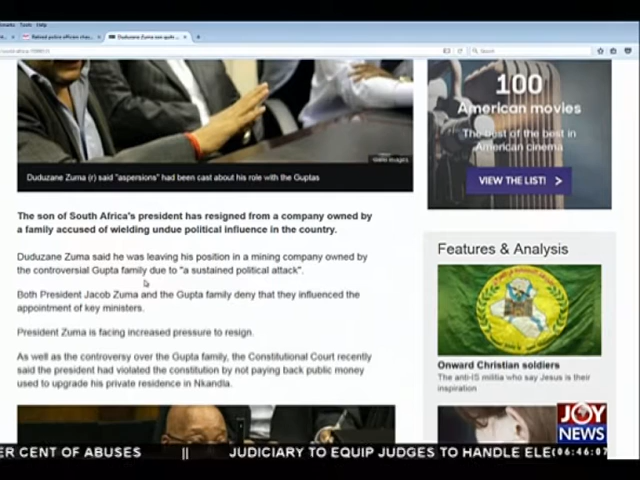 Tools Help
Retired police officers chas...
Duduzane Zuma son quits ...
Search
Getty Images
Duduzane Zuma (r) said "aspersions" had been cast about his role with the Guptas
The son of South Africa's president has resigned from a company owned by
a family accused of wielding undue political influence in the country.
Duduzane Zuma said he was leaving his position in a mining company owned by
the controversial Gupta family due to "a sustained political attack".
Both President Jacob Zuma and the Gupta family deny that they influenced the
appointment of key ministers.
President Zuma is facing increased pressure to resign.
As well as the controversy over the Gupta family, the Constitutional Court recently
said the president had violated the constitution by not paying back public money
used to upgrade his private residence in Nkandla.
100
American movies
The best of the best in
American cinema
VIEW THE LIST!
Features & Analysis
Onward Christian soldiers
The anti-IS militia who say Jesus is their
inspiration
JOY
NEWS
ER CENT OF ABUSES || JUDICIARY TO EQUIP JUDGES TO HANDLE ELE
06:46:07